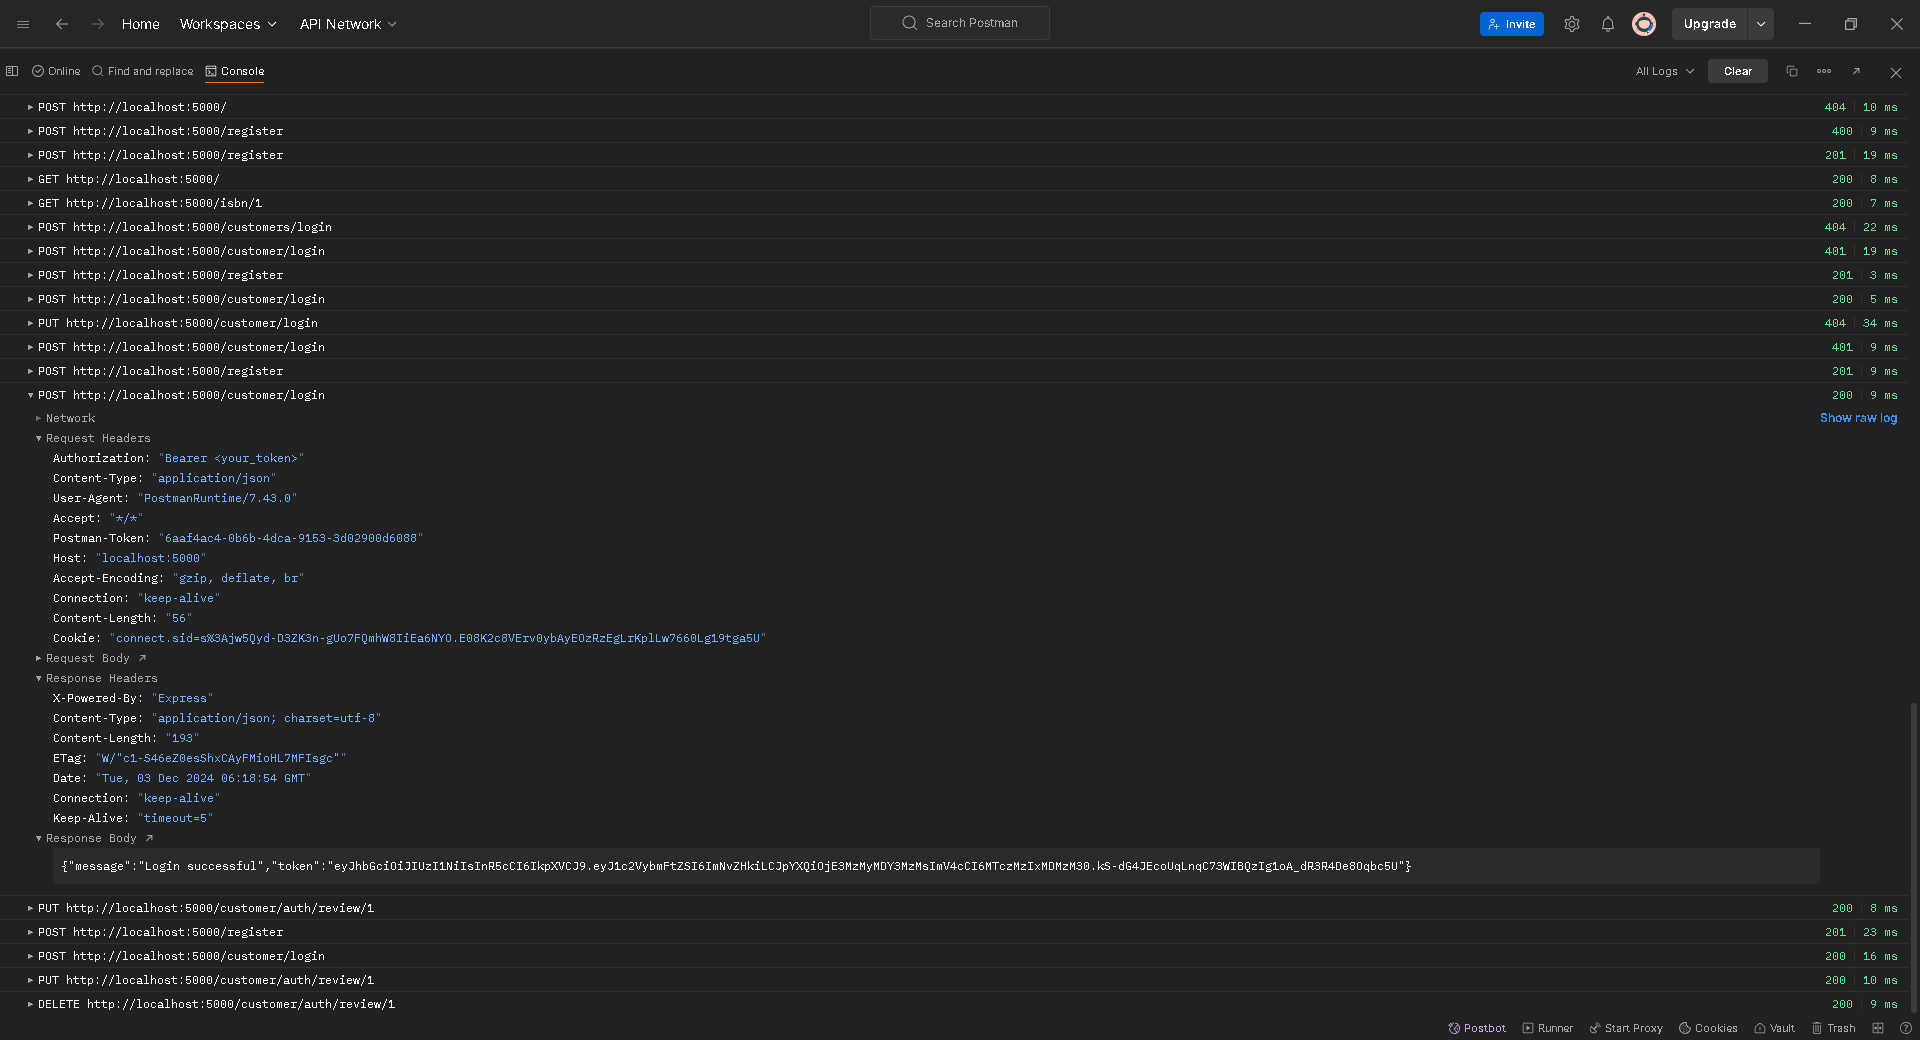 Home Workspaces API Network Search Postman Invite Upgrade
Online Find and replace Console All Logs Clear
POST http://localhost:5000/ 404 10 ms
POST http://localhost:5000/register 400 9 ms
POST http://localhost:5000/register 201 19 ms
GET http://localhost:5000/ 200 8 ms
GET http://localhost:5000/isbn/1 200 7 ms
POST http://localhost:5000/customers/login 404 22 ms
POST http://localhost:5000/customer/login 401 19 ms
POST http://localhost:5000/register 201 3 ms
POST http://localhost:5000/customer/login 200 5 ms
PUT http://localhost:5000/customer/login 404 34 ms
POST http://localhost:5000/customer/login 401 9 ms
POST http://localhost:5000/register 201 9 ms
POST http://localhost:5000/customer/login 200 9 ms
Network Show raw log
Request Headers
Authorization: "Bearer <your_token>"
Content-Type: "application/json"
User-Agent: "PostmanRuntime/7.43.0"
Accept: "*/*"
Postman-Token: "6aaf4ac4-0b6b-4dca-9153-3d02900d6088"
Host: "localhost:5000"
Accept-Encoding: "gzip, deflate, br"
Connection: "keep-alive"
Content-Length: "56"
Cookie: "connect.sid=s%3Ajw5Qyd-D3ZK3n-gUo7FQmhW8IiEa6NYO.E08K2c8VErv0ybAyEOzRzEgLrKplLw7660Lg19tga5U"
Request Body
Response Headers
X-Powered-By: "Express"
Content-Type: "application/json; charset=utf-8"
Content-Length: "193"
ETag: "W/"c1-S46eZ0esShxCAyFMioHL7MFIsgc""
Date: "Tue, 03 Dec 2024 06:18:54 GMT"
Connection: "keep-alive"
Keep-Alive: "timeout=5"
Response Body
{"message":"Login successful","token":"eyJhbGciOiJIUzI1NiIsInR5cCI6IkpXVCJ9.eyJ1c2VybmFtZSI6ImNvZHkiLCJpYXQiOjE3MzMyMDY3MzMsImV4cCI6MTczMzIxMDMzM30.kS-dG4JEcoUqLnqC73WIBQzIg1oA_dR3R4De8Oqbc5U"}
PUT http://localhost:5000/customer/auth/review/1 200 8 ms
POST http://localhost:5000/register 201 23 ms
POST http://localhost:5000/customer/login 200 16 ms
PUT http://localhost:5000/customer/auth/review/1 200 10 ms
DELETE http://localhost:5000/customer/auth/review/1 200 9 ms
Postbot Runner Start Proxy Cookies Vault Trash